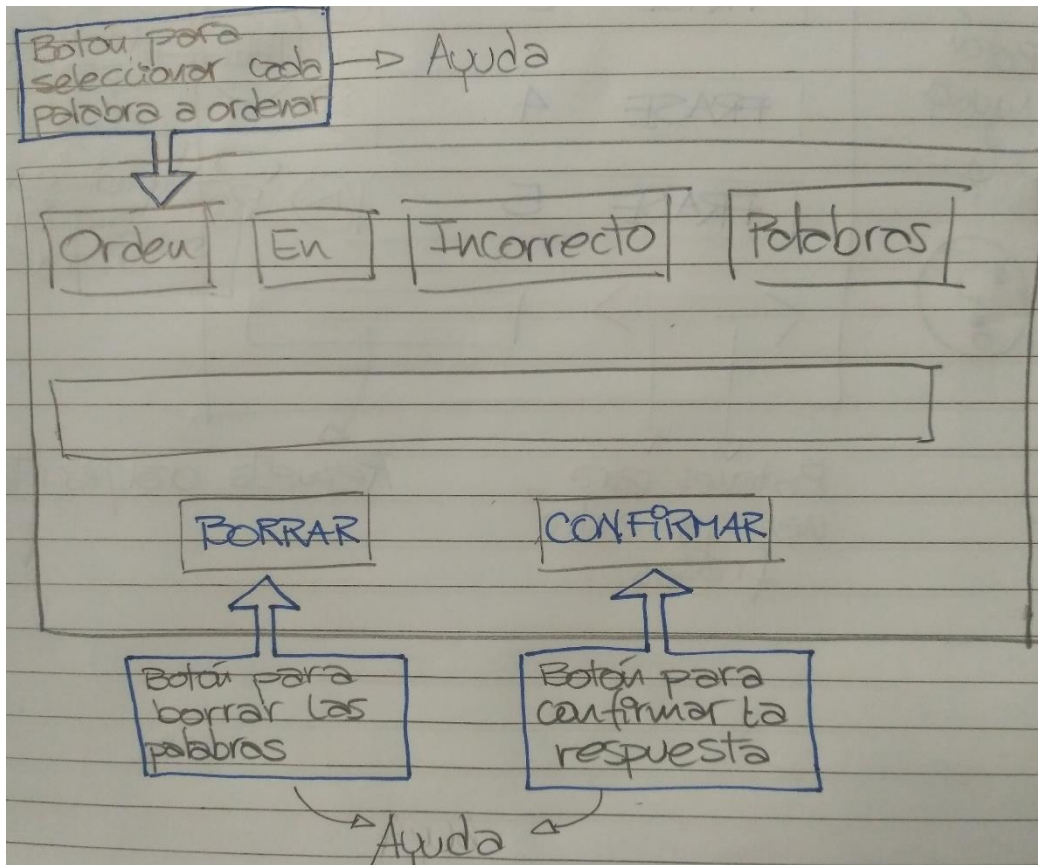 Botón para
seleccionar cada
palabra a ordenar
Ayuda
Orden En Incorrecto Palabras
BORRAR CONFIRMAR
Botón para
borrar las
palabras
Botón para
confirmar la
respuesta
Ayuda